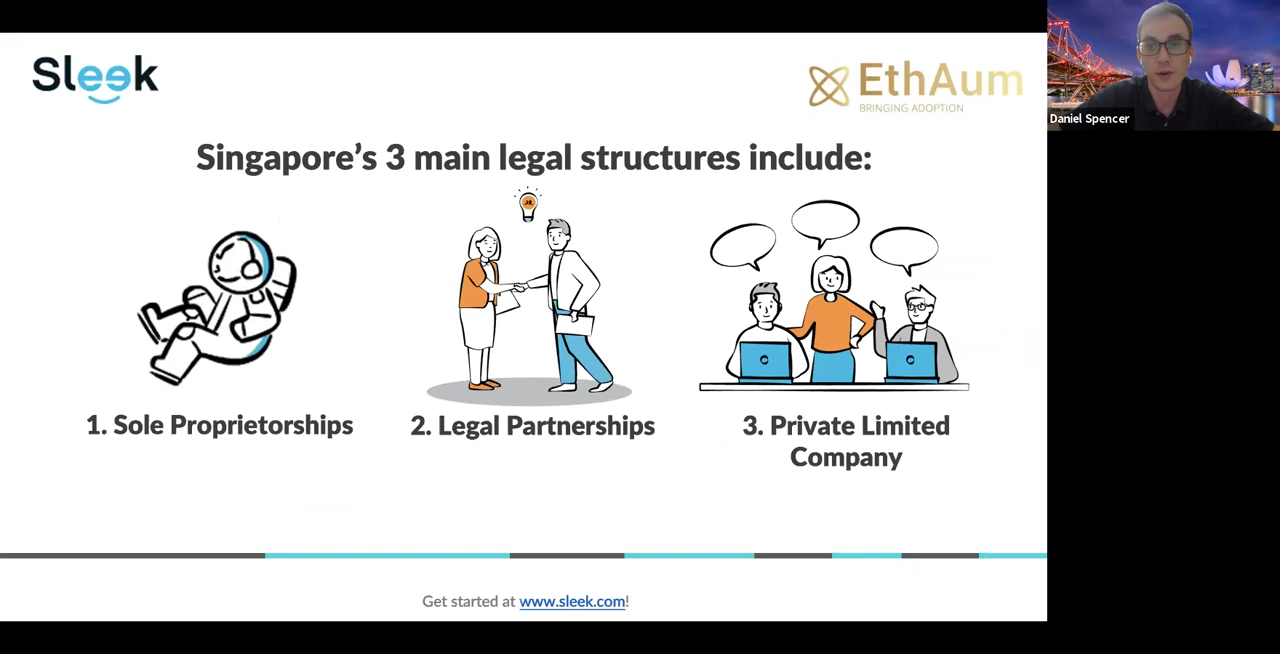 Sleek
EthAum
BRINGING ADOPTION
Daniel Spencer
Singapore's 3 main legal structures include:
1. Sole Proprietorships
2. Legal Partnerships
3. Private Limited
Company
Get started at www.sleek.com!